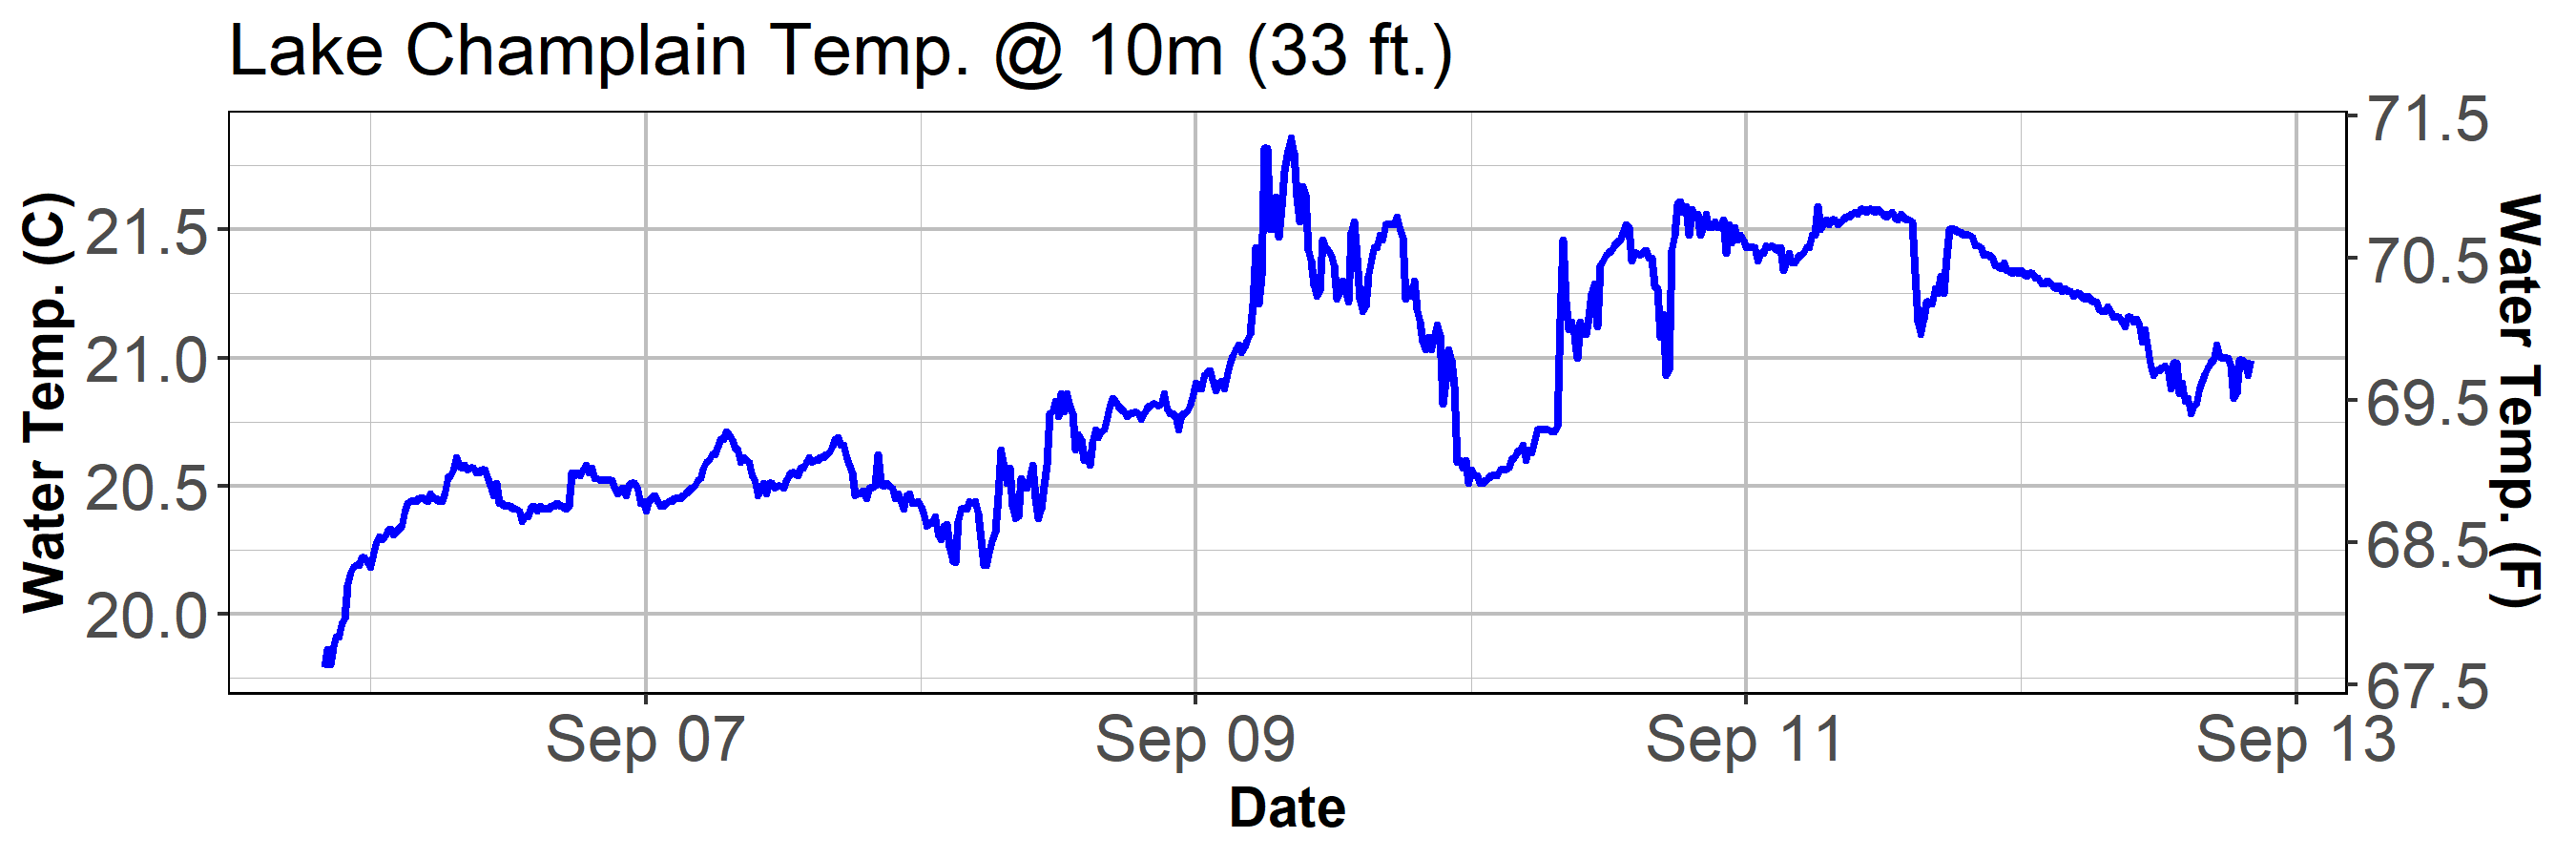 Lake Champlain Temp. @ 10m (33 ft.)
Water Temp. (C)
21.5
21.0
20.5
20.0
71.5
70.5
69.5
68.5
67.5
Water Temp. (F)
Sep 07 Sep 09 Sep 11 Sep 13
Date